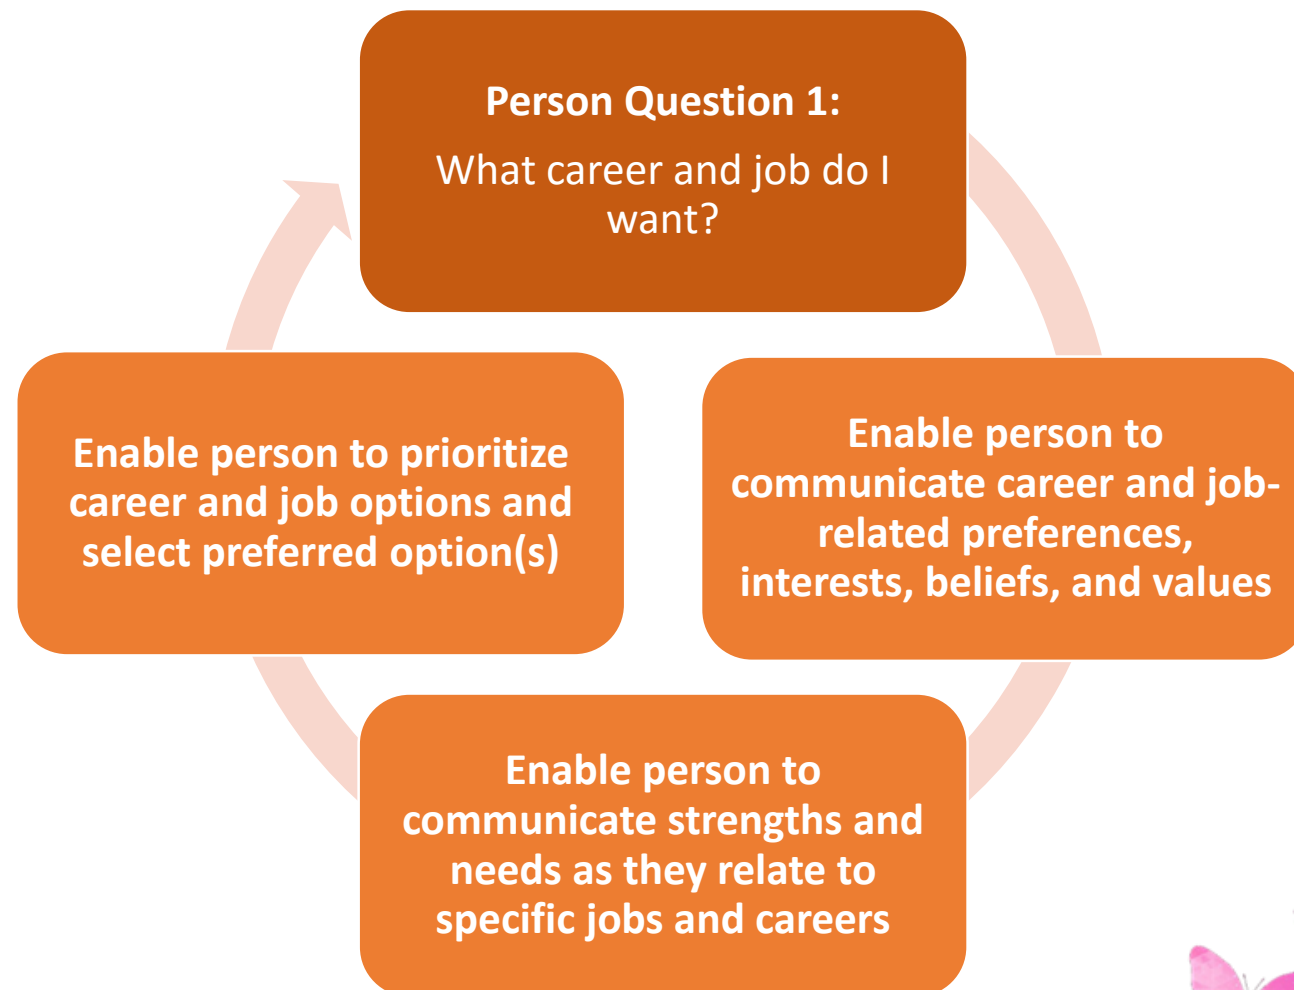 Person Question 1:
What career and job do I
want?
Enable person to
communicate career and job-
related preferences,
interests, beliefs, and values
Enable person to
communicate strengths and
needs as they relate to
specific jobs and careers
Enable person to prioritize
career and job options and
select preferred option(s)